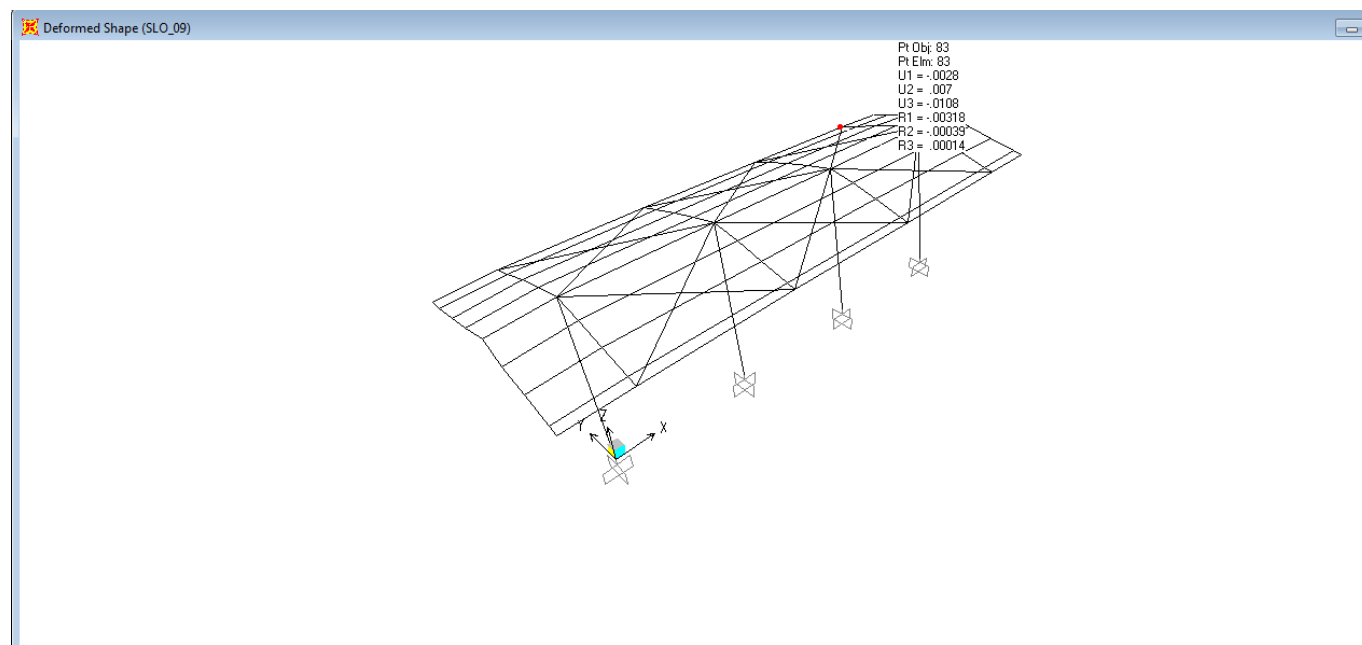 Deformed Shape (SLO_09)
Pt Obj: 83
Pt Elm: 83
U1 = -.0028
U2 = .007
U3 = -.0108
R1 = -.00318
R2 = -.00039
R3 = .00014
Y
Z
X